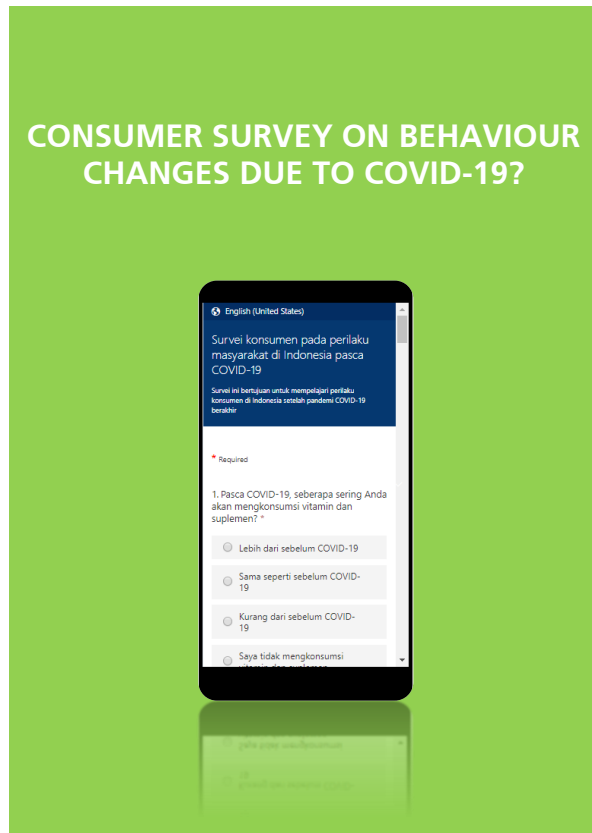 CONSUMER SURVEY ON BEHAVIOUR
CHANGES DUE TO COVID-19?
English (United States)
Survei konsumen pada perilaku
masyarakat di Indonesia pasca
COVID-19
Survei ini bertujuan untuk mempelajari perilaku
konsumen di Indonesia setelah pandemi COVID-19
berakhir
* Required
1. Pasca COVID-19, seberapa sering Anda
akan mengkonsumsi vitamin dan
suplemen? *
Lebih dari sebelum COVID-19
Sama seperti sebelum COVID-
19
Kurang dari sebelum COVID-
19
Saya tidak mengkonsumsi
vitamin dan suplemen